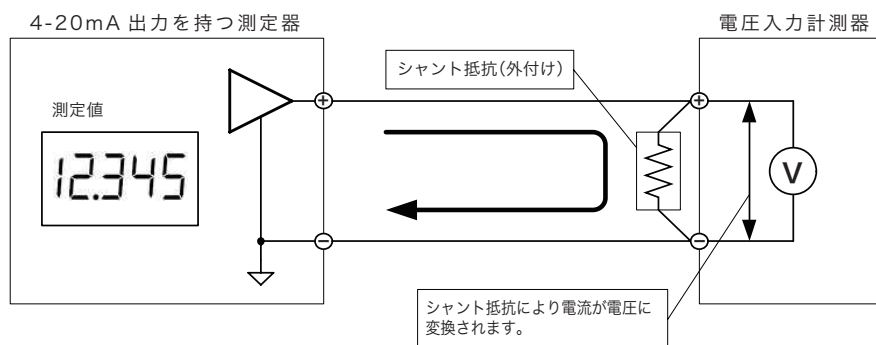 4-20mA 出力を持つ測定器
電圧入力計測器
シャント抵抗(外付け)
測定値
12.345
+
+
V
−
−
シャント抵抗により電流が電圧に
変換されます。